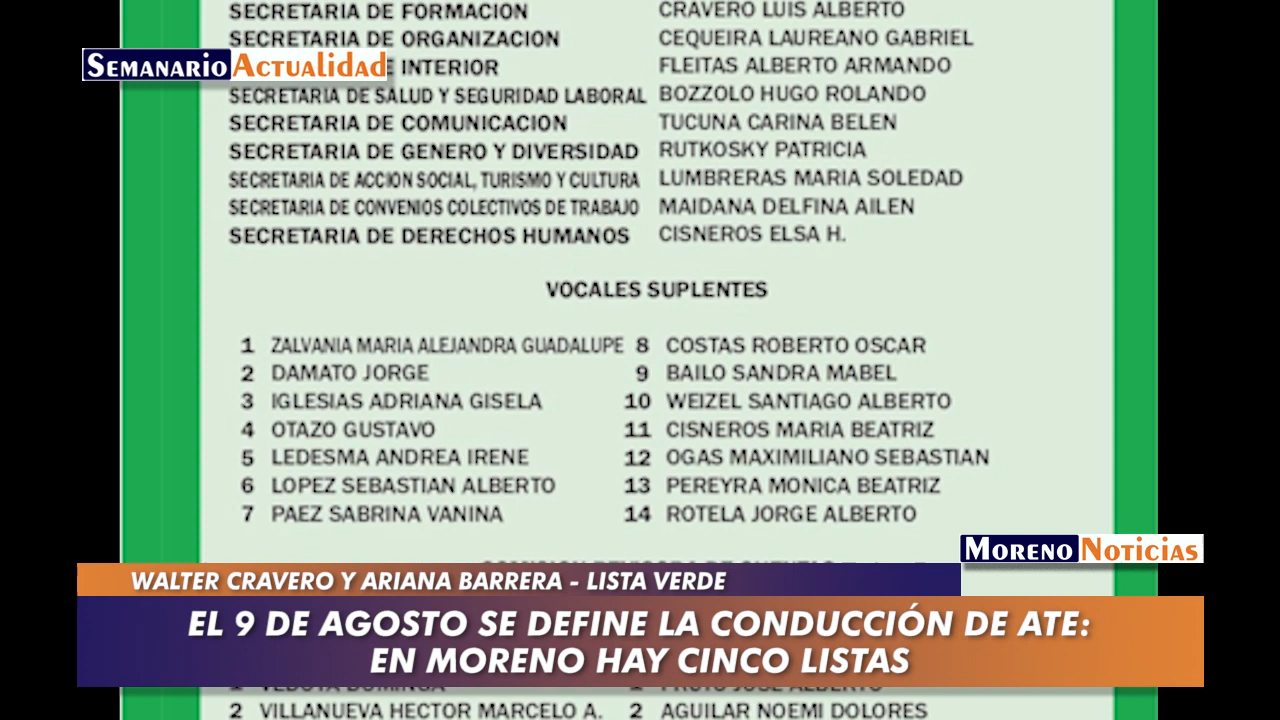 SECRETARIA DE FORMACION CRAVERO LUIS ALBERTO
SECRETARIA DE ORGANIZACION CEQUEIRA LAUREANO GABRIEL
SEMANARIO ACTUALIDAD
INTERIOR FLEITAS ALBERTO ARMANDO
SECRETARIA DE SALUD Y SEGURIDAD LABORAL BOZZOLO HUGO ROLANDO
SECRETARIA DE COMUNICACION TUCUNA CARINA BELEN
SECRETARIA DE GENERO Y DIVERSIDAD RUTKOSKY PATRICIA
SECRETARIA DE ACCION SOCIAL, TURISMO Y CULTURA LUMBRERAS MARIA SOLEDAD
SECRETARIA DE CONVENIOS COLECTIVOS DE TRABAJO MAIDANA DELFINA AILEN
SECRETARIA DE DERECHOS HUMANOS CISNEROS ELSA H.
VOCALES SUPLENTES
1 ZALVANIA MARIA ALEJANDRA GUADALUPE 8 COSTAS ROBERTO OSCAR
2 DAMATO JORGE 9 BAILO SANDRA MABEL
3 IGLESIAS ADRIANA GISELA 10 WEIZEL SANTIAGO ALBERTO
4 OTAZO GUSTAVO 11 CISNEROS MARIA BEATRIZ
5 LEDESMA ANDREA IRENE 12 OGAS MAXIMILIANO SEBASTIAN
6 LOPEZ SEBASTIAN ALBERTO 13 PEREYRA MONICA BEATRIZ
7 PAEZ SABRINA VANINA 14 ROTELA JORGE ALBERTO
MORENO NOTICIAS
WALTER CRAVERO Y ARIANA BARRERA - LISTA VERDE
EL 9 DE AGOSTO SE DEFINE LA CONDUCCIÓN DE ATE:
EN MORENO HAY CINCO LISTAS
2 VILLANUEVA HECTOR MARCELO A. 2 AGUILAR NOEMI DOLORES